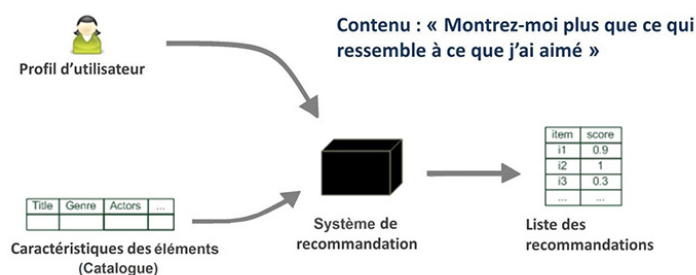 Contenu : « Montrez-moi plus que ce qui
ressemble à ce que j'ai aimé »
Profil d'utilisateur
item score
i1 0.9
i2 1
i3 0.3
... ...
Title Genre Actors ...
Système de
recommandation
Liste des
recommandations
Caractéristiques des éléments
(Catalogue)